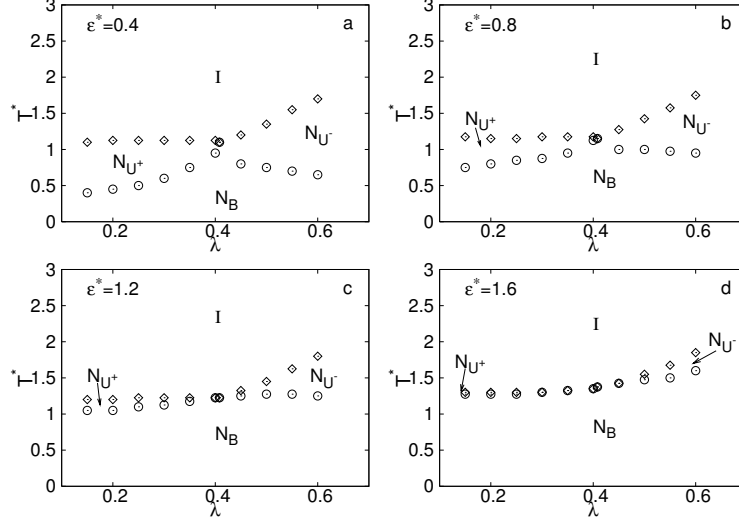 3
2.5
2
1.5
1
0.5
0
T*
ε*=0.4
a
I
N_U+
N_U-
N_B
0.2
0.4
0.6
λ
3
2.5
2
1.5
1
0.5
0
T*
ε*=0.8
b
I
N_U+
N_U-
N_B
0.2
0.4
0.6
λ
3
2.5
2
1.5
1
0.5
0
T*
ε*=1.2
c
I
N_U+
N_U-
N_B
0.2
0.4
0.6
λ
3
2.5
2
1.5
1
0.5
0
T*
ε*=1.6
d
I
N_U+
N_U-
N_B
0.2
0.4
0.6
λ